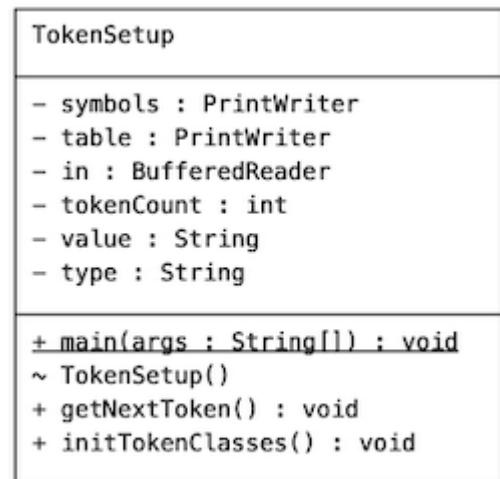 TokenSetup
− symbols : PrintWriter
− table : PrintWriter
− in : BufferedReader
− tokenCount : int
− value : String
− type : String
+ main(args : String[]) : void
~ TokenSetup()
+ getNextToken() : void
+ initTokenClasses() : void